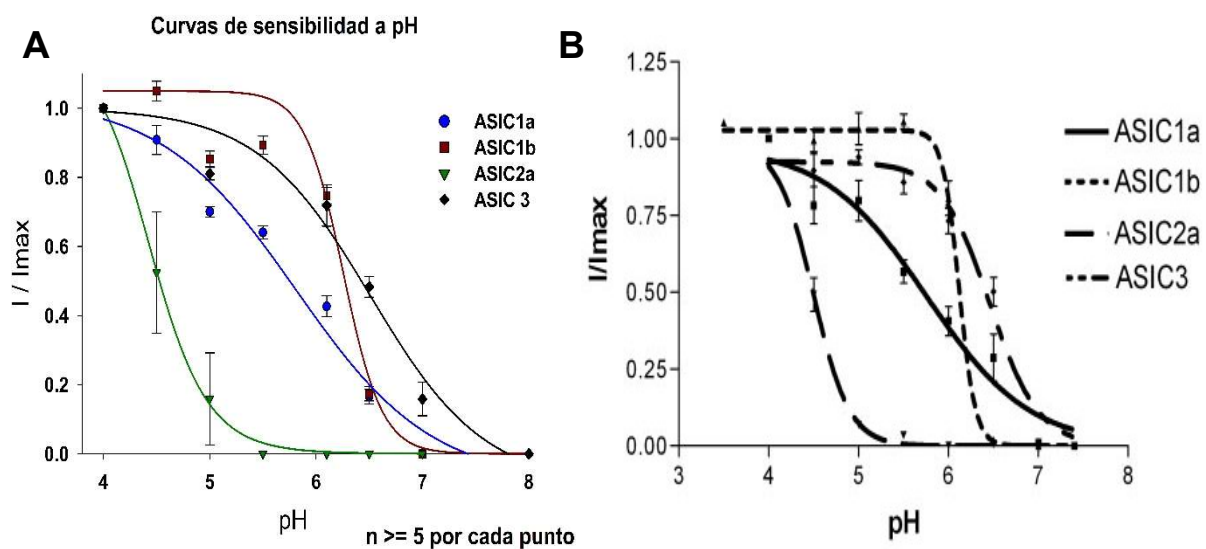 A
Curvas de sensibilidad a pH
I / Imax
1.0
0.8
0.6
0.4
0.2
0.0
4 5 6 7 8
pH
n >= 5 por cada punto
ASIC1a
ASIC1b
ASIC2a
ASIC 3
B
I/Imax
1.25
1.00
0.75
0.50
0.25
0.00
3 4 5 6 7 8
pH
ASIC1a
ASIC1b
ASIC2a
ASIC3